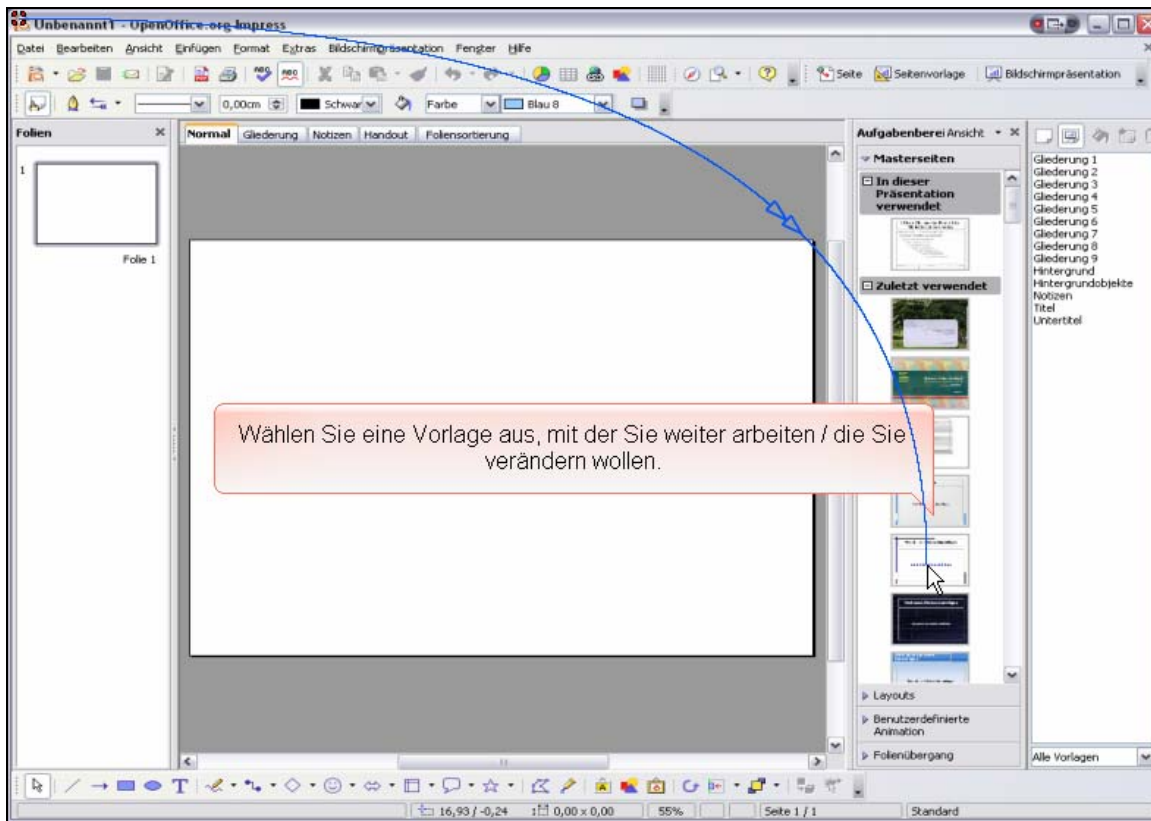 Unbenannt1 - OpenOffice.org Impress
Datei Bearbeiten Ansicht Einfügen Format Extras Bildschirmpräsentation Fenster Hilfe
Seite Seitenvorlage Bildschirmpräsentation
0,00cm Schwar Farbe Blau 8
Folien
Normal Gliederung Notizen Handout Foliensortierung
1
Folie 1
Wählen Sie eine Vorlage aus, mit der Sie weiter arbeiten / die Sie
verändern wollen.
Aufgabenberei Ansicht
Masterseiten
In dieser
Präsentation
verwendet
Zuletzt verwendet
Layouts
Benutzerdefinierte
Animation
Folienübergang
Gliederung 1
Gliederung 2
Gliederung 3
Gliederung 4
Gliederung 5
Gliederung 6
Gliederung 7
Gliederung 8
Gliederung 9
Hintergrund
Hintergrundobjekte
Notizen
Titel
Untertitel
Alle Vorlagen
16,93 / -0,24 0,00 x 0,00 55% Seite 1 / 1 Standard